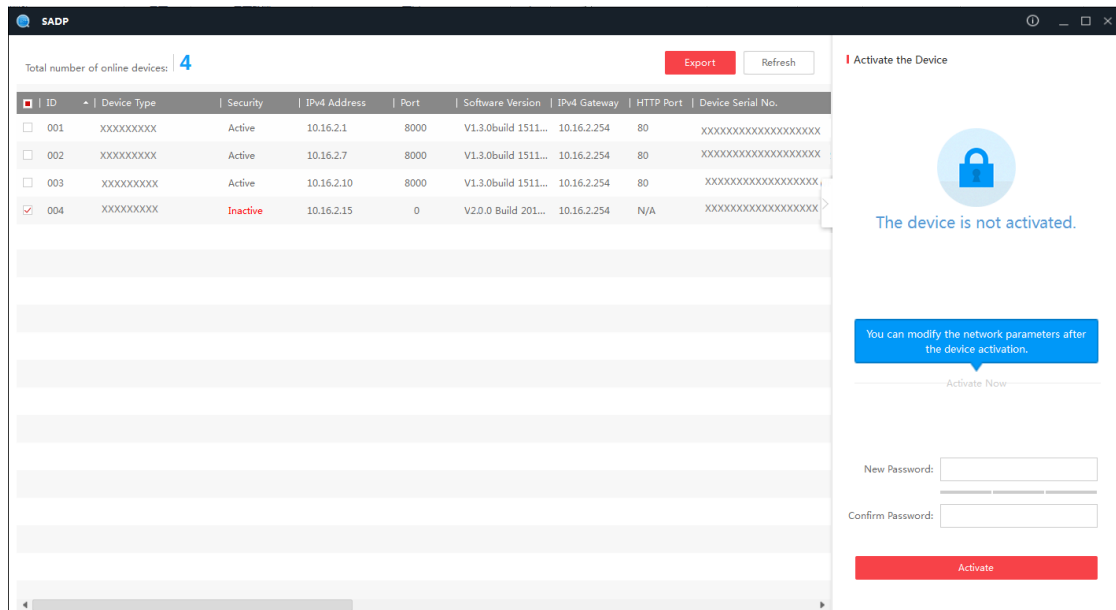 SADP
Total number of online devices: 4
Export
Refresh
ID | Device Type | Security | IPv4 Address | Port | Software Version | IPv4 Gateway | HTTP Port | Device Serial No.
001 XXXXXXXXX Active 10.16.2.1 8000 V1.3.0build 1511... 10.16.2.254 80 XXXXXXXXXXXXXXXXXXX
002 XXXXXXXXX Active 10.16.2.7 8000 V1.3.0build 1511... 10.16.2.254 80 XXXXXXXXXXXXXXXXXXX
003 XXXXXXXXX Active 10.16.2.10 8000 V1.3.0build 1511... 10.16.2.254 80 XXXXXXXXXXXXXXXXXX
004 XXXXXXXXX Inactive 10.16.2.15 0 V2.0.0 Build 201... 10.16.2.254 N/A XXXXXXXXXXXXXXXXXX
Activate the Device
The device is not activated.
You can modify the network parameters after
the device activation.
Activate Now
New Password:
Confirm Password:
Activate